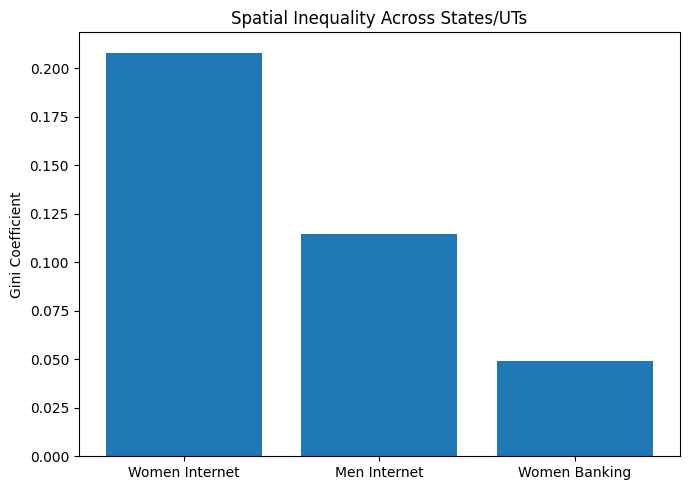 Spatial Inequality Across States/UTs
Gini Coefficient
0.200
0.175
0.150
0.125
0.100
0.075
0.050
0.025
0.000
Women Internet
Men Internet
Women Banking